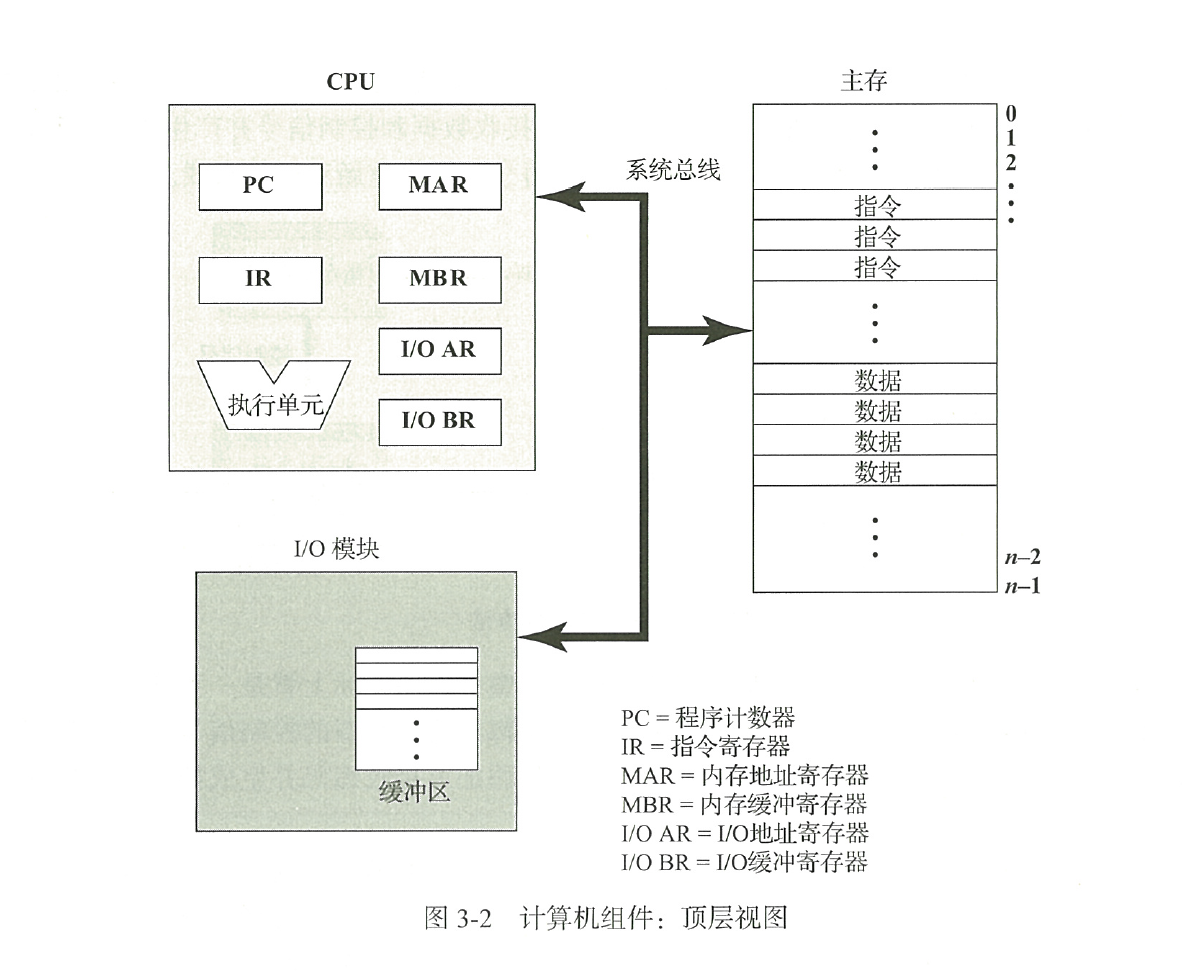 CPU
PC
MAR
IR
MBR
I/O AR
执行单元
I/O BR
系统总线
主存
0
1
2
指令
指令
指令
数据
数据
数据
数据
n–2
n–1
I/O 模块
缓冲区
PC = 程序计数器
IR = 指令寄存器
MAR = 内存地址寄存器
MBR = 内存缓冲寄存器
I/O AR = I/O地址寄存器
I/O BR = I/O缓冲寄存器
图 3-2 计算机组件：顶层视图